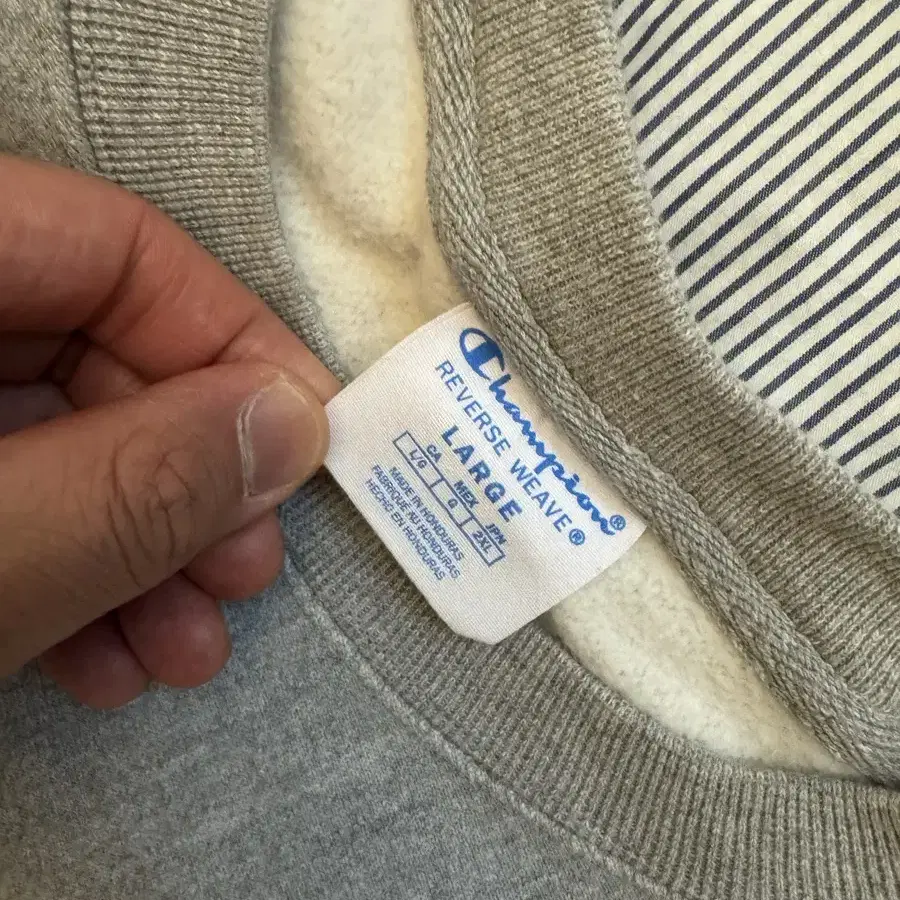 Champion®
REVERSE WEAVE®
LARGE
CA MEX JPN
L/G G 2XL
MADE IN HONDURAS
FABRIQUÉ AU HONDURAS
HECHO EN HONDURAS